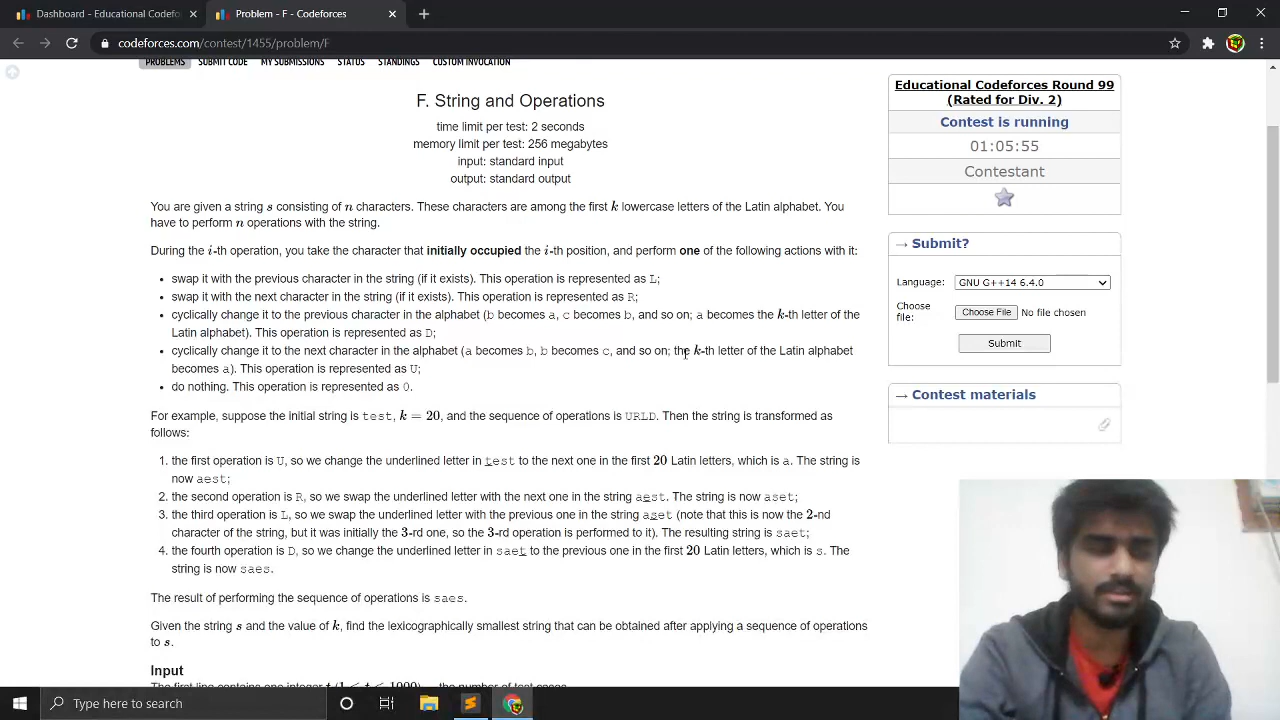 Dashboard - Educational Codeforc
Problem - F - Codeforces
codeforces.com/contest/1455/problem/F
PROBLEMS SUBMIT CODE MY SUBMISSIONS STATUS STANDINGS CUSTOM INVOCATION
F. String and Operations
time limit per test: 2 seconds
memory limit per test: 256 megabytes
input: standard input
output: standard output
You are given a string s consisting of n characters. These characters are among the first k lowercase letters of the Latin alphabet. You
have to perform n operations with the string.
During the i-th operation, you take the character that initially occupied the i-th position, and perform one of the following actions with it:
• swap it with the previous character in the string (if it exists). This operation is represented as L;
• swap it with the next character in the string (if it exists). This operation is represented as R;
• cyclically change it to the previous character in the alphabet (b becomes a, c becomes b, and so on; a becomes the k-th letter of the
Latin alphabet). This operation is represented as D;
• cyclically change it to the next character in the alphabet (a becomes b, b becomes c, and so on; the k-th letter of the Latin alphabet
becomes a). This operation is represented as U;
• do nothing. This operation is represented as 0.
For example, suppose the initial string is test, k = 20, and the sequence of operations is URLD. Then the string is transformed as
follows:
1. the first operation is U, so we change the underlined letter in test to the next one in the first 20 Latin letters, which is a. The string is
now aest;
2. the second operation is R, so we swap the underlined letter with the next one in the string aest. The string is now aset;
3. the third operation is L, so we swap the underlined letter with the previous one in the string aset (note that this is now the 2-nd
character of the string, but it was initially the 3-rd one, so the 3-rd operation is performed to it). The resulting string is saet;
4. the fourth operation is D, so we change the underlined letter in saet to the previous one in the first 20 Latin letters, which is s. The
string is now saes.
The result of performing the sequence of operations is saes.
Given the string s and the value of k, find the lexicographically smallest string that can be obtained after applying a sequence of operations
to s.
Input
The first line contains one integer t (1 ≤ t ≤ 1000) — the number of test cases.
Educational Codeforces Round 99
(Rated for Div. 2)
Contest is running
01:05:55
Contestant
→ Submit?
Language: GNU G++14 6.4.0
Choose
file: Choose File No file chosen
Submit
→ Contest materials
Type here to search